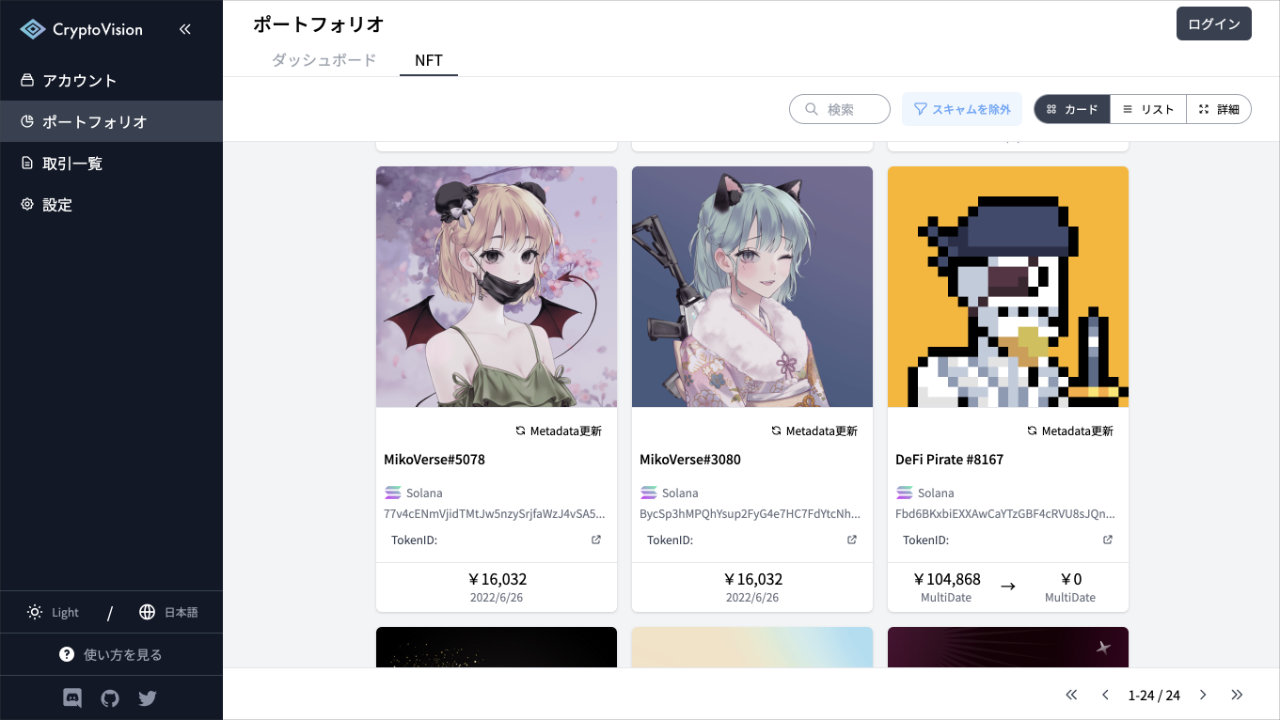 CryptoVision
アカウント
ポートフォリオ
取引一覧
設定
Light / 日本語
使い方を見る
ポートフォリオ
ログイン
ダッシュボード NFT
検索 スキャムを除外 カード リスト 詳細
Metadata更新
MikoVerse#5078
Solana
77v4cENmVjidTMtJw5nzySrjfaWzJ4vSA5...
TokenID:
￥16,032
2022/6/26
Metadata更新
MikoVerse#3080
Solana
BycSp3hMPQhYsup2FyG4e7HC7FdYtcNh...
TokenID:
￥16,032
2022/6/26
Metadata更新
DeFi Pirate #8167
Solana
Fbd6BKxbiEXXAwCaYTzGBF4cRVU8sJQn...
TokenID:
￥104,868 → ￥0
MultiDate MultiDate
1-24 / 24